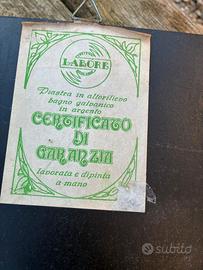 LABORE
Piastra in altorilievo
bagno galvanico
in argento
CERTIFICATO
DI
GARANZIA
lavorata e dipinta
a mano
subito